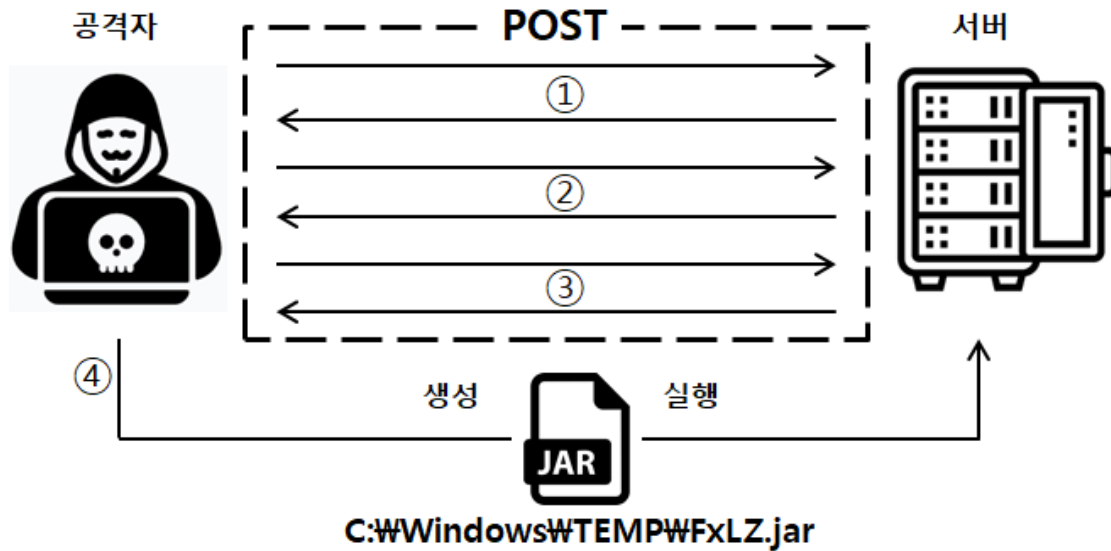 공격자
POST
서버
①
②
③
④
생성
실행
JAR
C:₩Windows₩TEMP₩FxLZ.jar